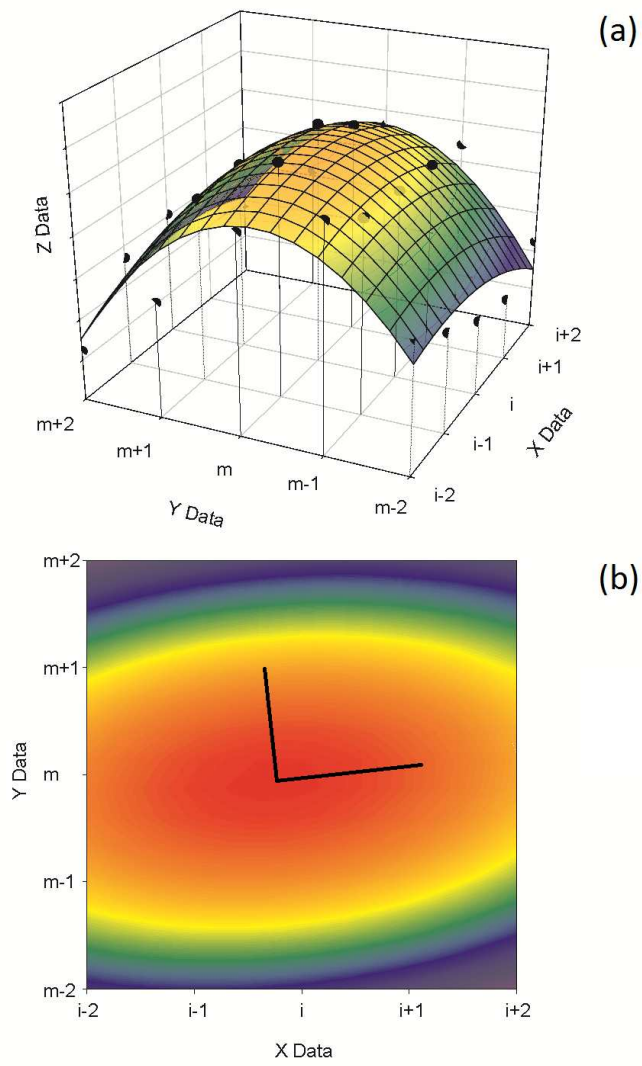 (a)
Z Data
m+2
m+1
m
m-1
m-2
Y Data
i-2
i-1
i
i+1
i+2
X Data
(b)
m+2
m+1
m
m-1
m-2
Y Data
i-2
i-1
i
i+1
i+2
X Data